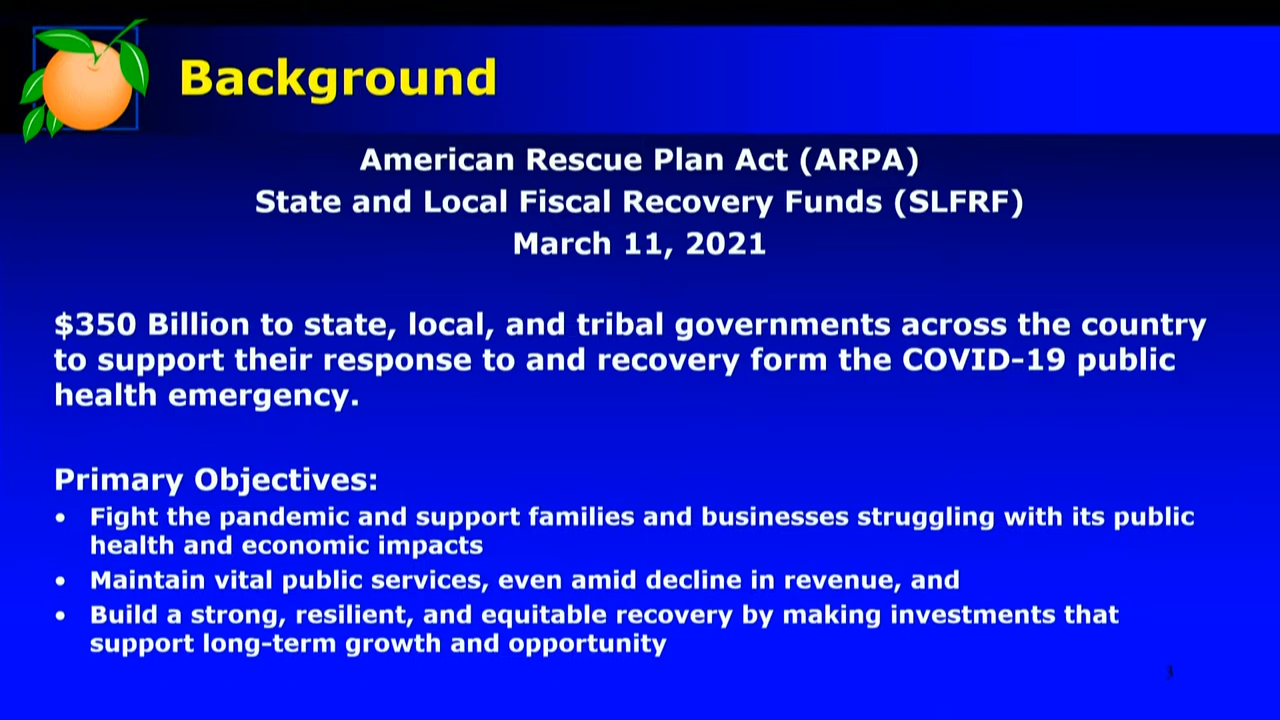 Background
American Rescue Plan Act (ARPA)
State and Local Fiscal Recovery Funds (SLFRF)
March 11, 2021
$350 Billion to state, local, and tribal governments across the country
to support their response to and recovery form the COVID-19 public
health emergency.
Primary Objectives:
• Fight the pandemic and support families and businesses struggling with its public
health and economic impacts
• Maintain vital public services, even amid decline in revenue, and
• Build a strong, resilient, and equitable recovery by making investments that
support long-term growth and opportunity
3